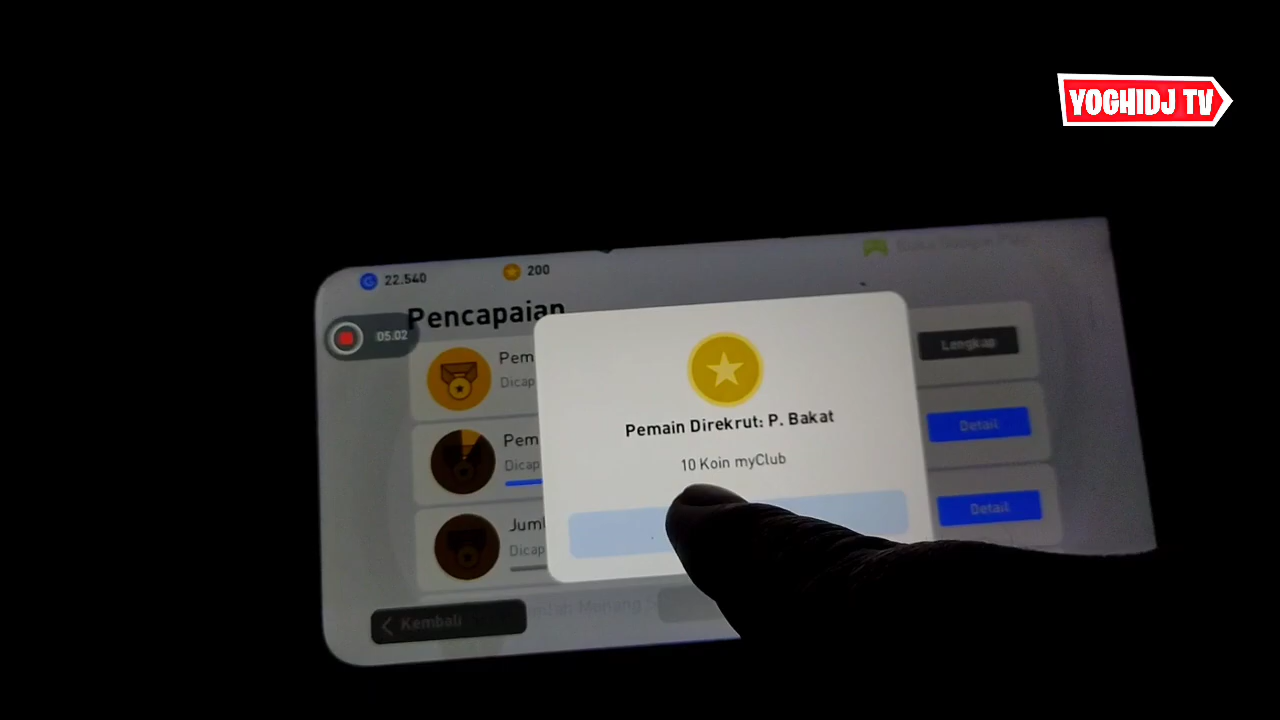 YOGHIDJ TV
22.540
200
Pencapaian
05.02
Pem
Dicap
Lengkap
Pemain Direkrut: P. Bakat
10 Koin myClub
Pem
Dicap
Detail
Juml
Dicap
Detail
Kembali
Menang